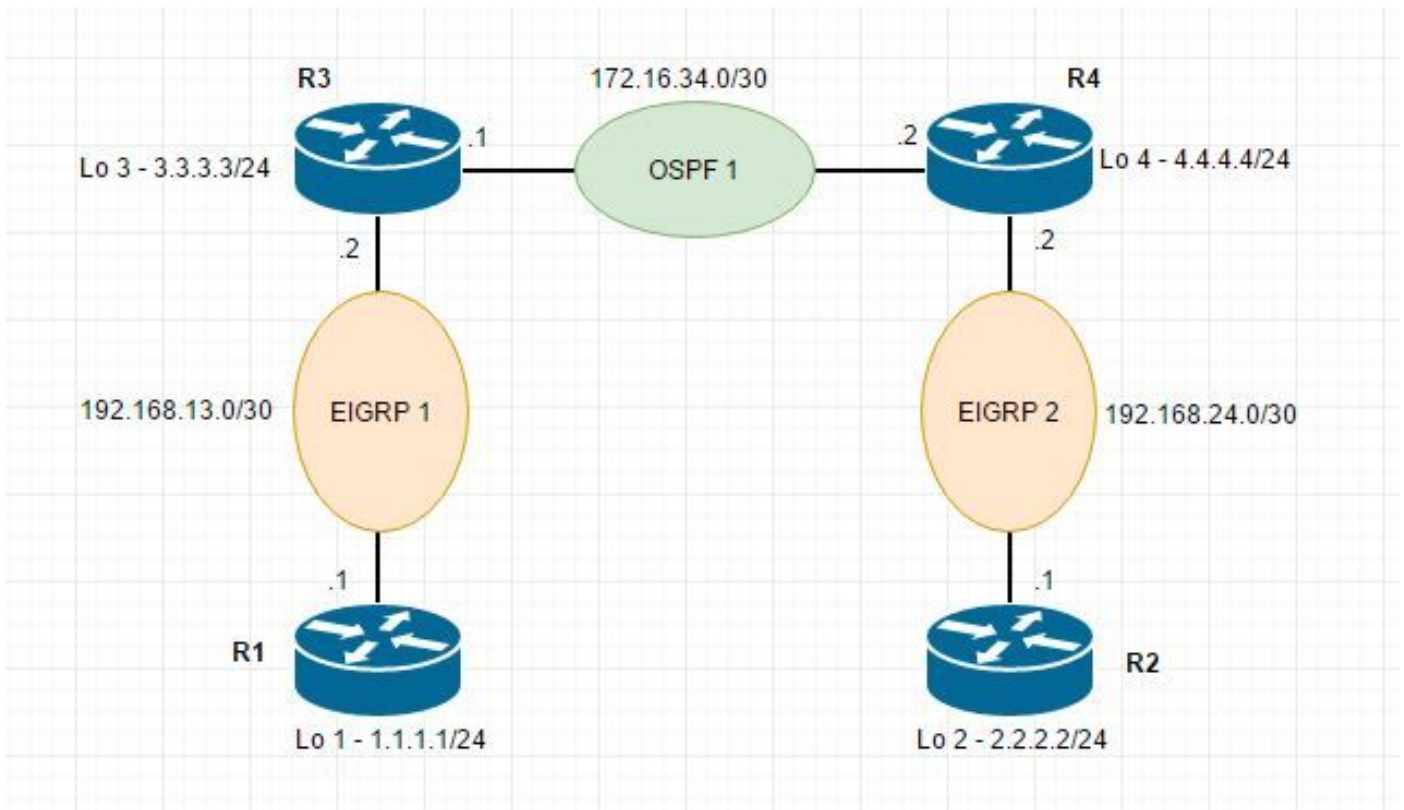 R3
172.16.34.0/30
R4
.1
.2
Lo 3 - 3.3.3.3/24
OSPF 1
Lo 4 - 4.4.4.4/24
.2
.2
192.168.13.0/30
EIGRP 1
EIGRP 2
192.168.24.0/30
.1
.1
R1
R2
Lo 1 - 1.1.1.1/24
Lo 2 - 2.2.2.2/24